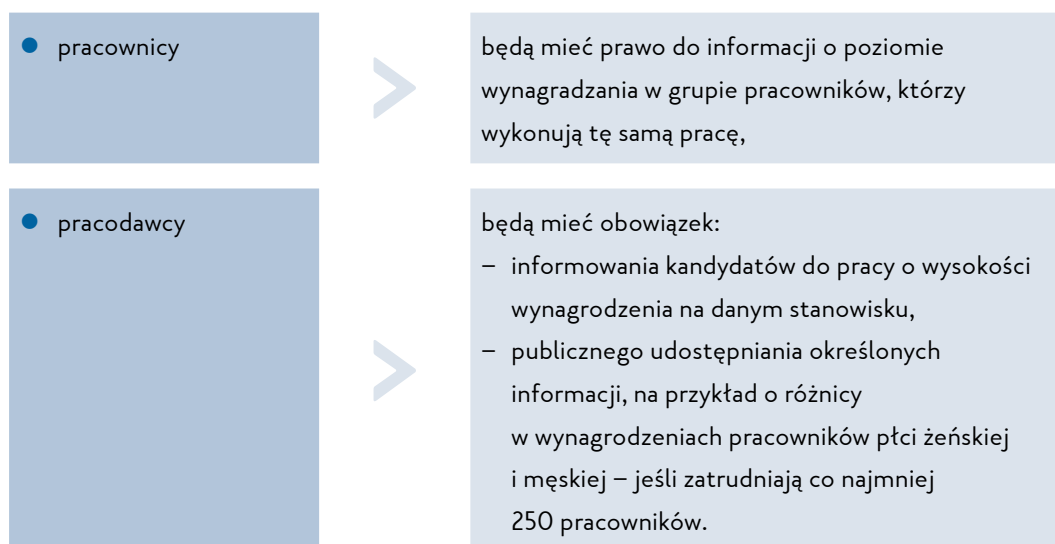 ● pracownicy
będą mieć prawo do informacji o poziomie
wynagradzania w grupie pracowników, którzy
wykonują tę samą pracę,
● pracodawcy
będą mieć obowiązek:
– informowania kandydatów do pracy o wysokości
wynagrodzenia na danym stanowisku,
– publicznego udostępniania określonych
informacji, na przykład o różnicy
w wynagrodzeniach pracowników płci żeńskiej
i męskiej – jeśli zatrudniają co najmniej
250 pracowników.